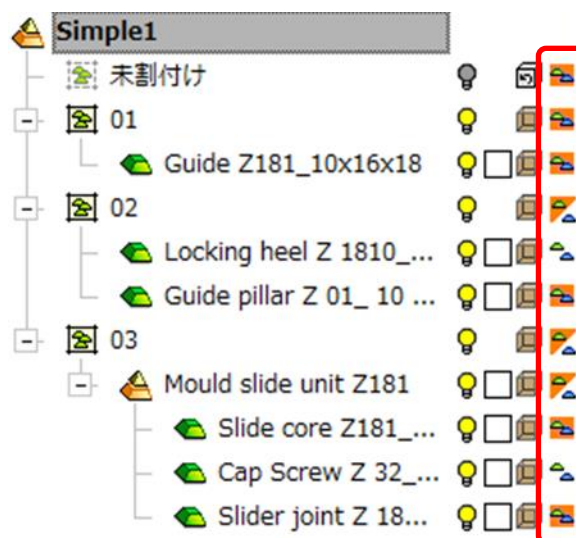 Simple1
未割付け
01
Guide Z181_10x16x18
02
Locking heel Z 1810_...
Guide pillar Z 01_ 10 ...
03
Mould slide unit Z181
Slide core Z181_...
Cap Screw Z 32_...
Slider joint Z 18...